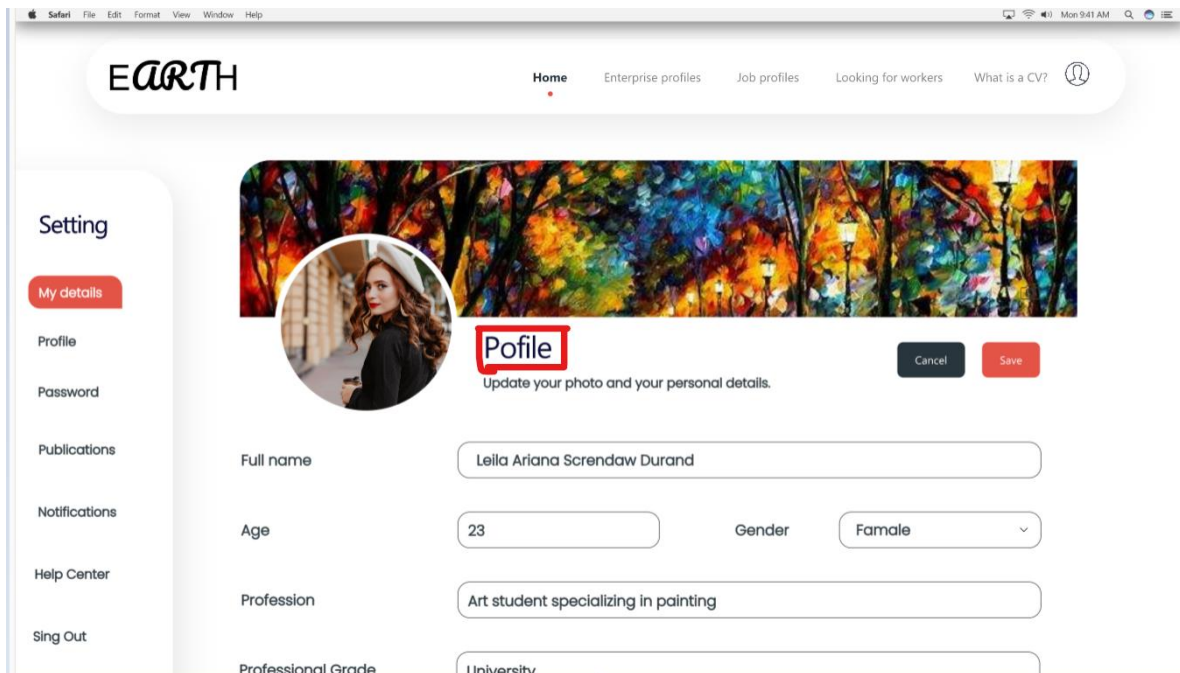 Safari File Edit Format View Window Help Mon 9:41 AM
EARTH Home Enterprise profiles Job profiles Looking for workers What is a CV?
Setting
My details
Profile
Password
Publications
Notifications
Help Center
Sing Out
Pofile
Update your photo and your personal details.
Cancel Save
Full name Leila Ariana Screndaw Durand
Age 23 Gender Famale
Profession Art student specializing in painting
Professional Grade University